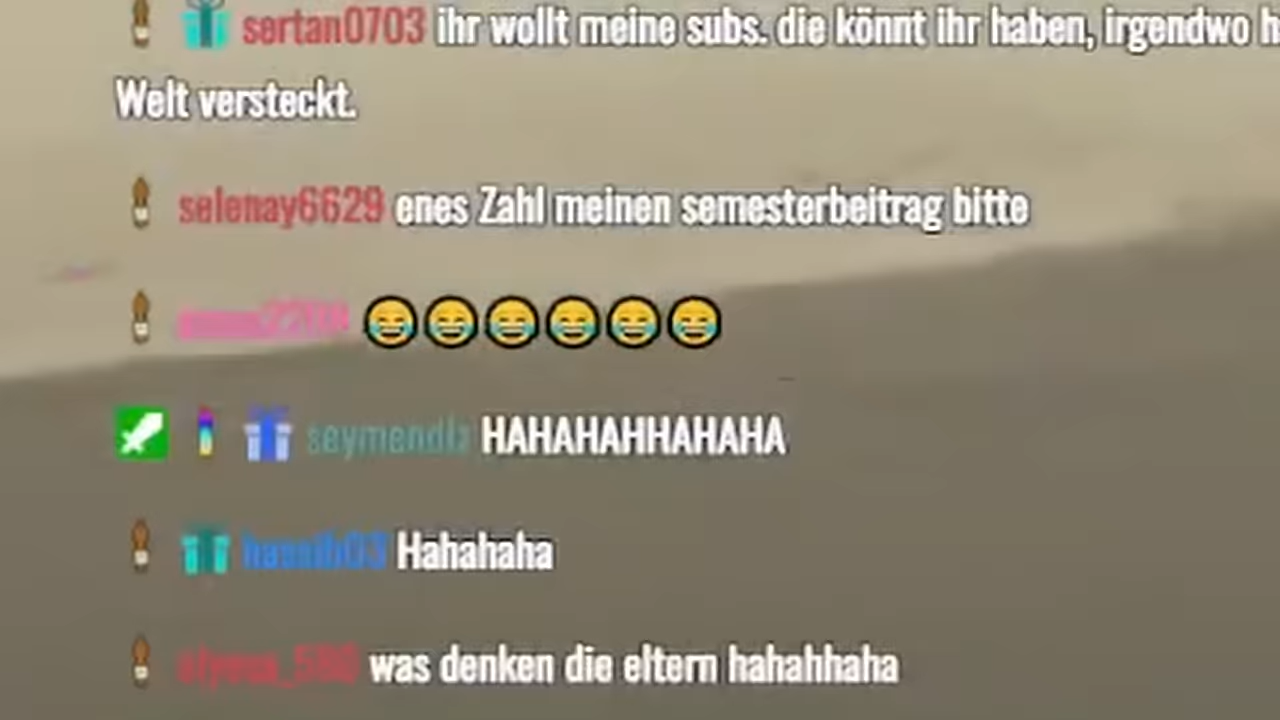 sertan0703 ihr wollt meine subs. die könnt ihr haben, irgendwo
Welt versteckt.
selenay6629 enes Zahl meinen semesterbeitrag bitte
😂😂😂😂😂😂
HAHAHAHHAHAHA
Hahahaha
was denken die eltern hahahhaha